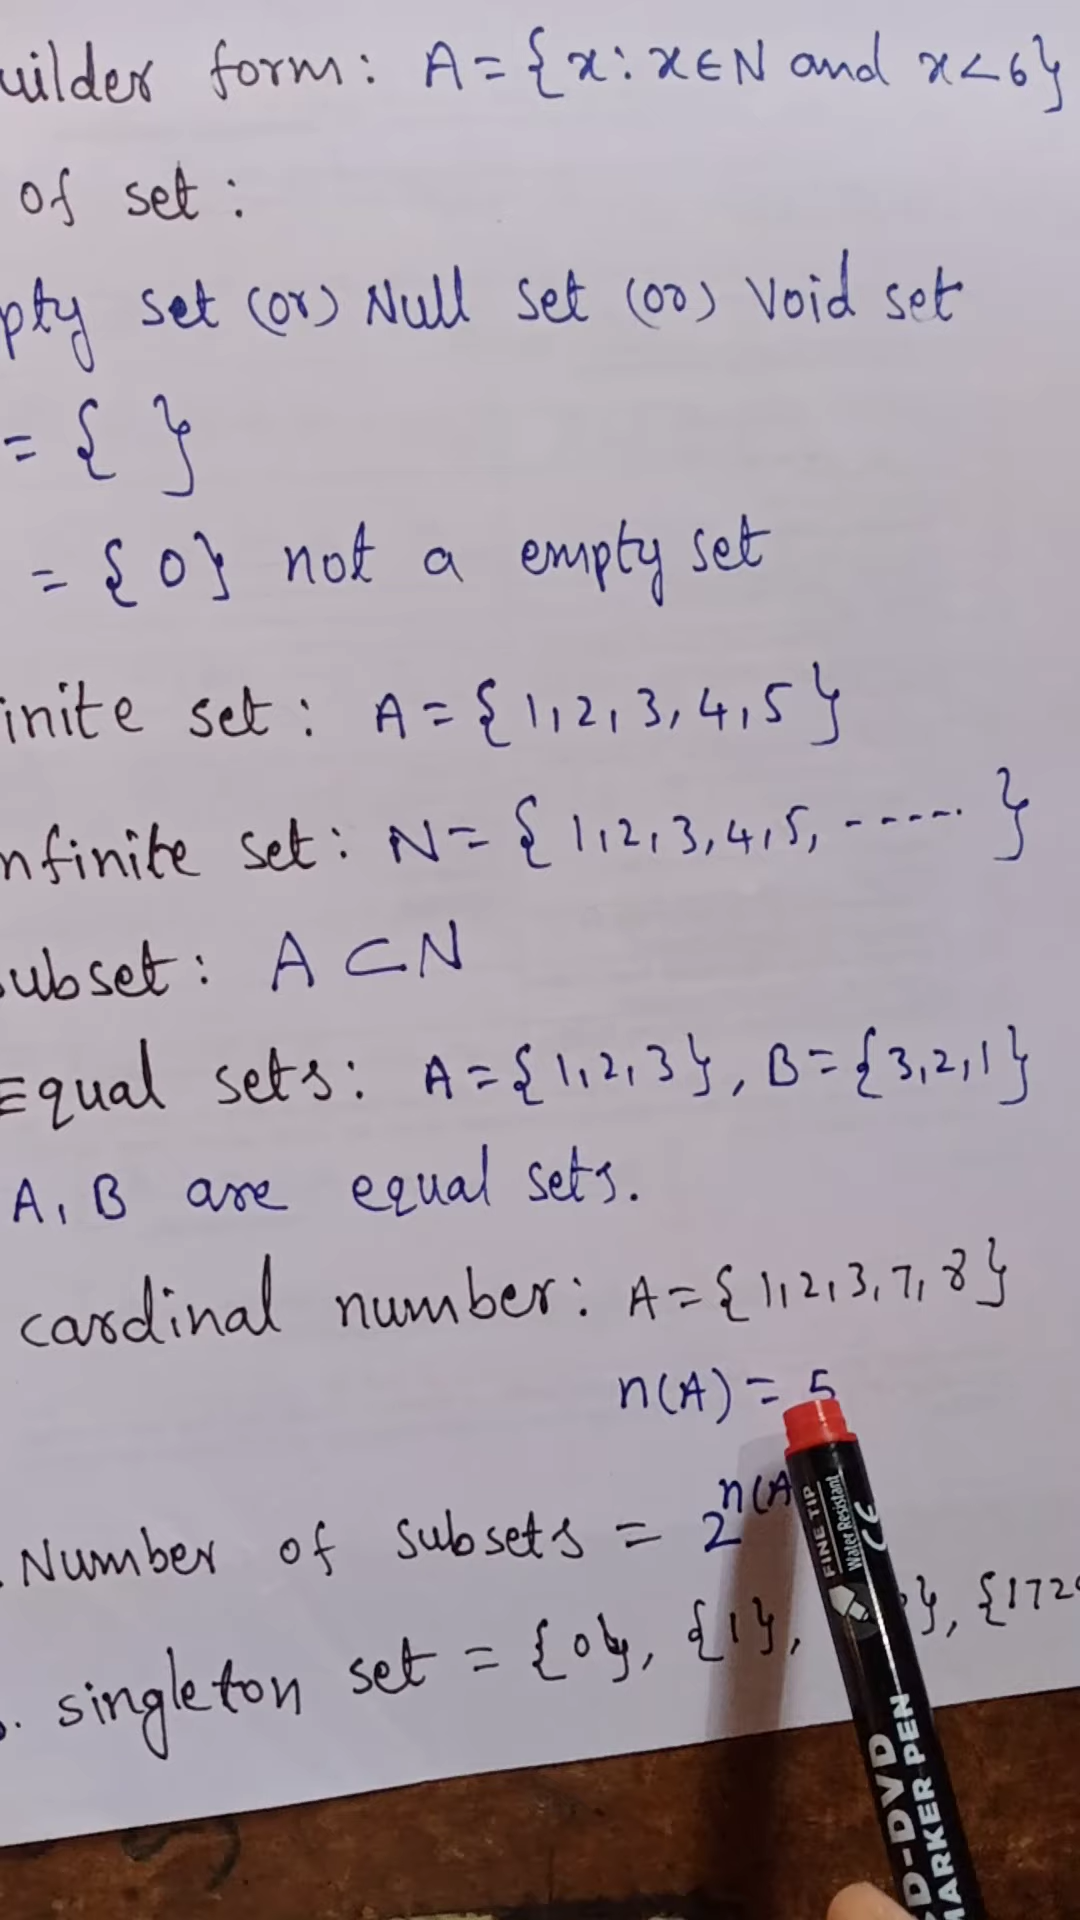 uilder form: A={x:x∈N and x<6}
of set:
pty set (or) Null set (or) Void set
= { }
= {0} not a empty set
inite set: A={1,2,3,4,5}
nfinite set: N={1,2,3,4,5,-----}
ubset: A⊂N
Equal sets: A={1,2,3}, B={3,2,1}
A, B are equal sets.
cardinal number: A={1,2,3,7,8}
n(A)=5
. Number of subsets = 2^n(A
. singleton set = {0}, {1}, }, {172
FINE TIP
Water Resistant
CE
D-DVD
MARKER PEN